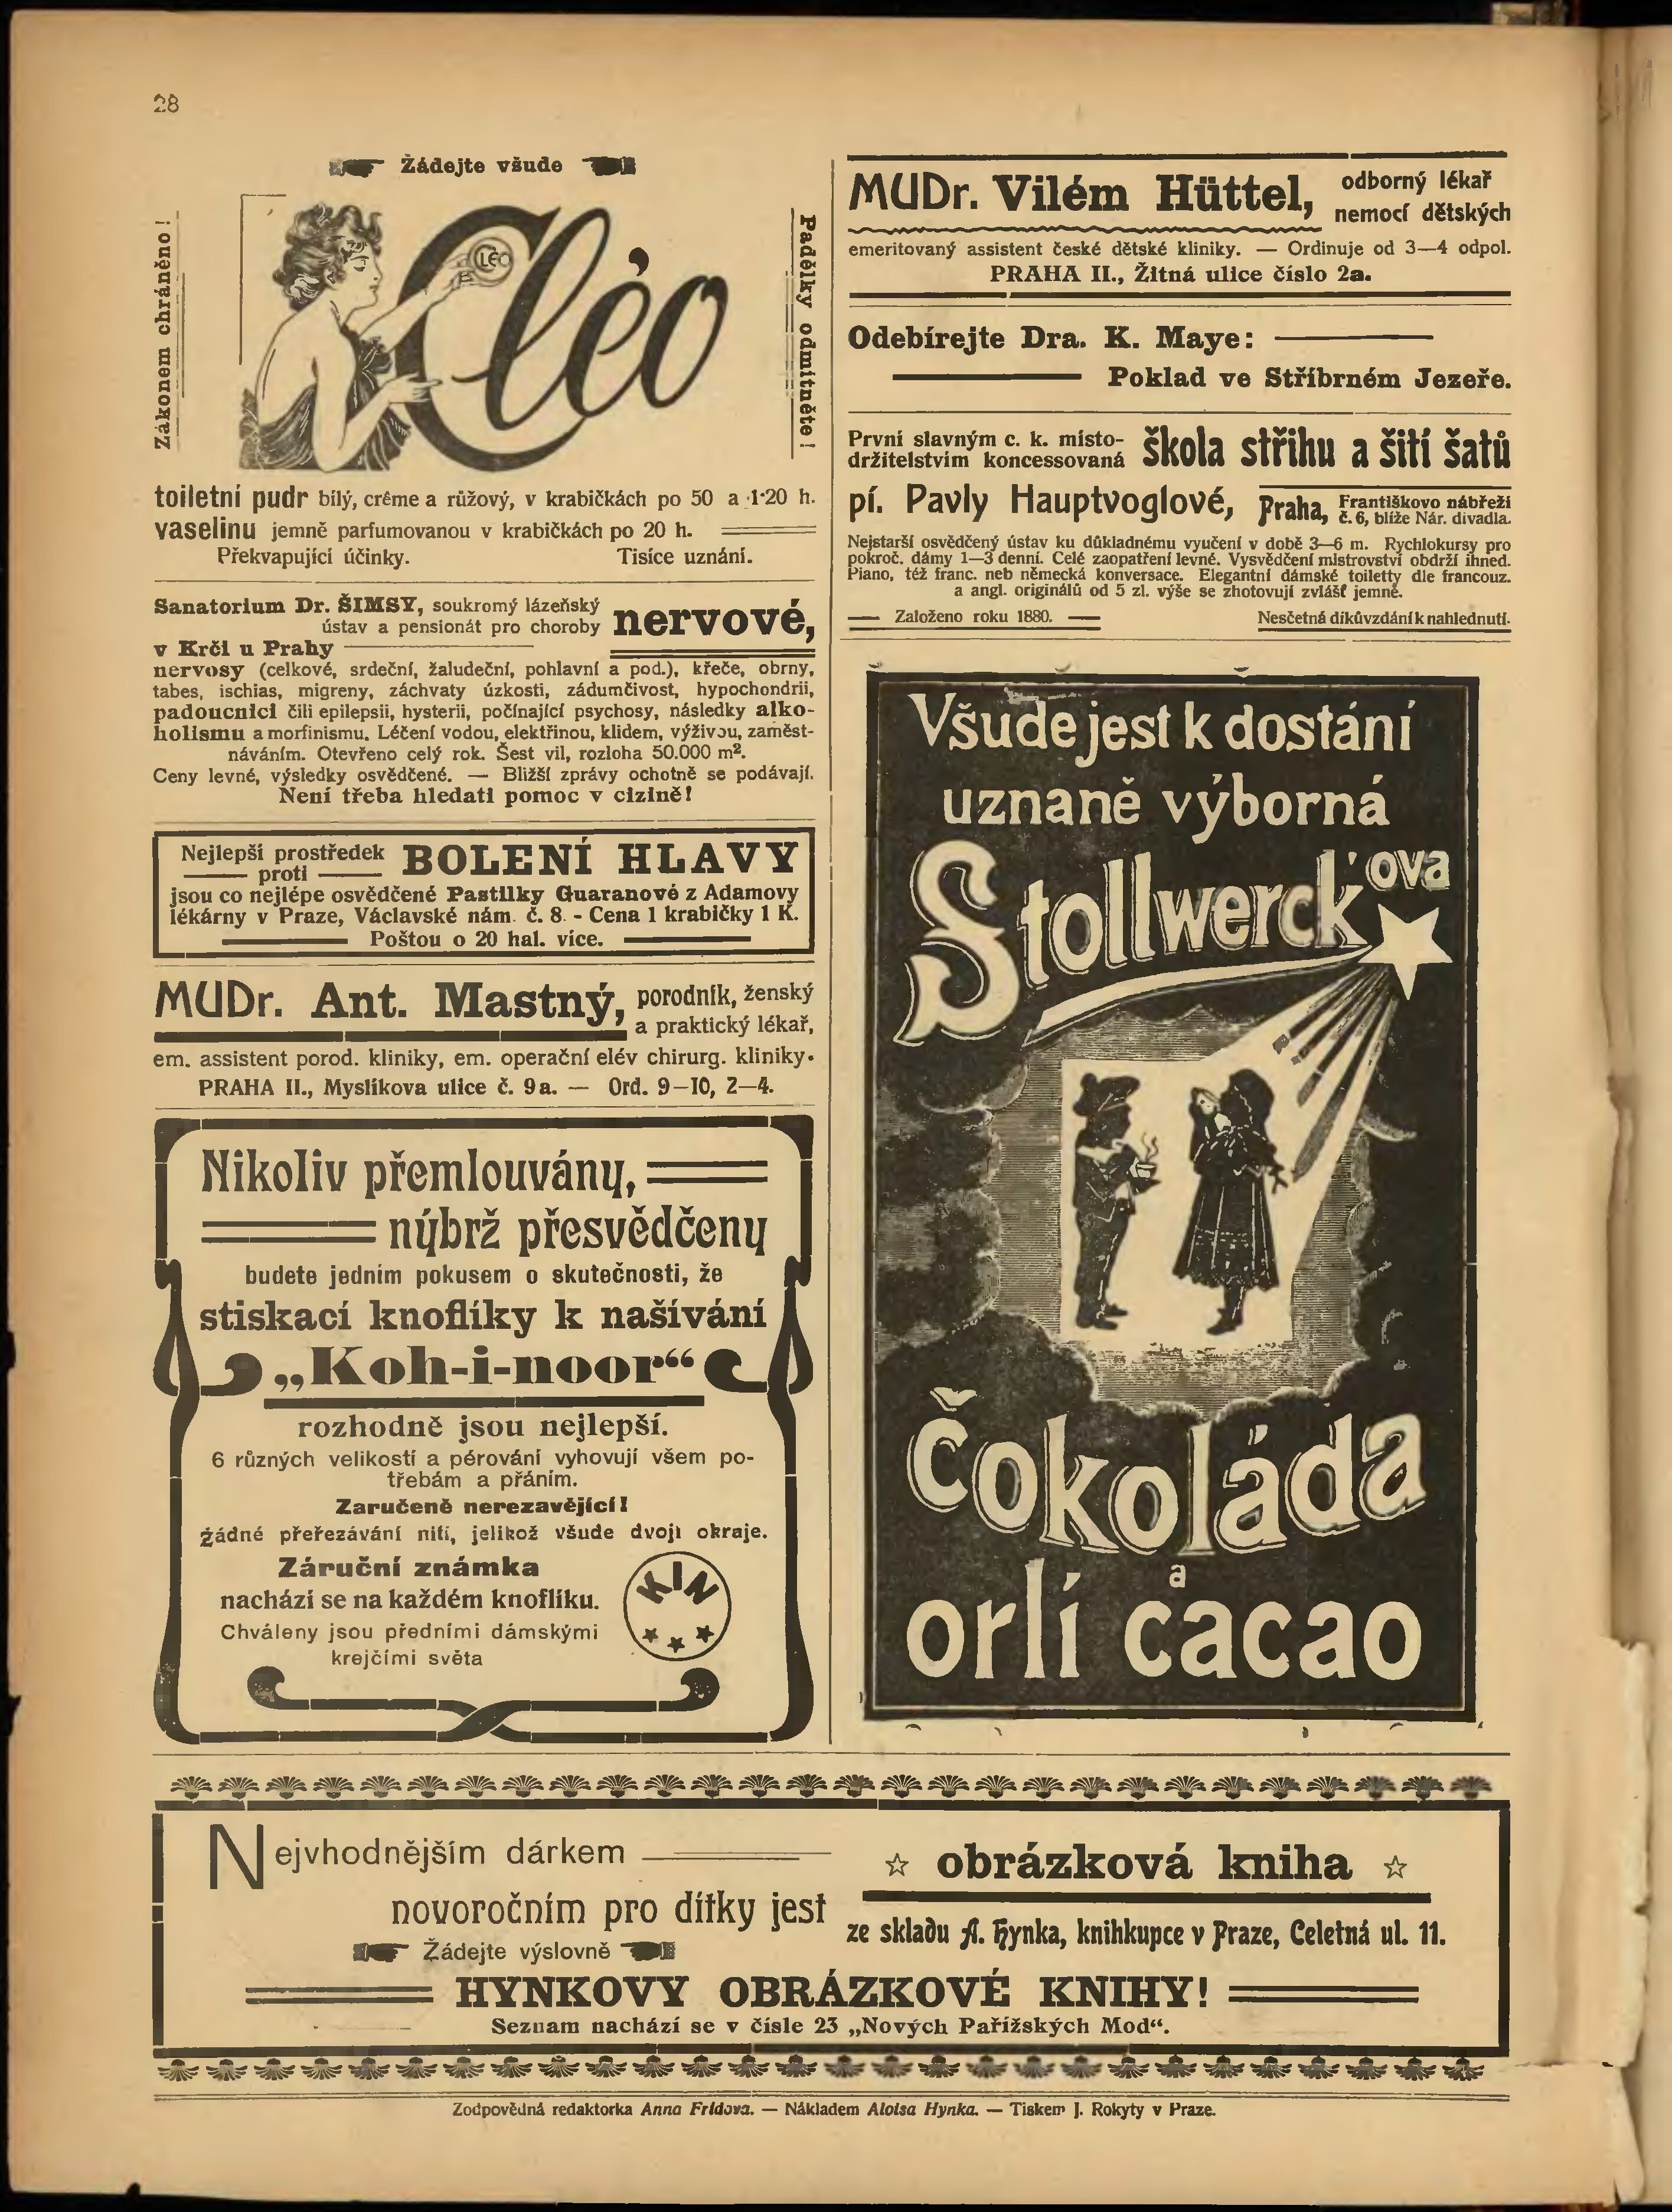 28
Žádejte všude
Zákonem chráněno!
Cléo
CLÉO
Padělky odmítněte!
toiletní pudr bílý, créme a růžový, v krabičkách po 50 a 1·20 h.
vaselinu jemně parfumovanou v krabičkách po 20 h.
Překvapující účinky. Tisíce uznání.
Sanatorium Dr. ŠIMSY, soukromý lázeňský
ústav a pensionát pro choroby nervové,
v Krči u Prahy
nervosy (celkové, srdeční, žaludeční, pohlavní a pod.), křeče, obrny,
tabes, ischias, migreny, záchvaty úzkosti, zádumčivost, hypochondrii,
padoucnici čili epilepsii, hysterii, počínající psychosy, následky alko-
holismu a morfinismu. Léčení vodou, elektřinou, klidem, výživou, zaměst-
náváním. Otevřeno celý rok. Šest vil, rozloha 50.000 m².
Ceny levné, výsledky osvědčené. — Bližší zprávy ochotně se podávají.
Není třeba hledati pomoc v cizině!
Nejlepší prostředek
proti BOLENÍ HLAVY
jsou co nejlépe osvědčené Pastilky Guaranové z Adamovy
lékárny v Praze, Václavské nám. č. 8. - Cena 1 krabičky 1 K.
Poštou o 20 hal. více.
MUDr. Ant. Mastný, porodník, ženský
a praktický lékař,
em. assistent porod. kliniky, em. operační elév chirurg. kliniky.
PRAHA II., Myslíkova ulice č. 9a. — Ord. 9—10, 2—4.
Nikoliv přemlouvány,
nýbrž přesvědčeny
budete jedním pokusem o skutečnosti, že
stiskací knoflíky k našívání
„Koh-i-noor“
rozhodně jsou nejlepší.
6 různých velikostí a pérování vyhovují všem po-
třebám a přáním.
Zaručeně nerezavějící!
Žádné přeřezávání nití, jelikož všude dvojí okraje.
Záruční známka
nachází se na každém knoflíku.
KIN
Chváleny jsou předními dámskými
krejčími světa
MUDr. Vilém Hüttel, odborný lékař
nemocí dětských
emeritovaný assistent české dětské kliniky. — Ordinuje od 3—4 odpol.
PRAHA II., Žitná ulice číslo 2a.
Odebírejte Dra. K. Maye:
Poklad ve Stříbrném Jezeře.
První slavným c. k. místo-
držitelstvím koncessovaná škola střihu a šití šatů
pí. Pavly Hauptvoglové, Praha, Františkovo nábřeží
č. 6, blíže Nár. divadla.
Nejstarší osvědčený ústav ku důkladnému vyučení v době 3—6 m. Rychlokursy pro
pokroč. dámy 1—3 denní. Celé zaopatření levné. Vysvědčení mistrovství obdrží ihned.
Piano, též franc. neb německá konversace. Elegantní dámské toiletty dle francouz.
a angl. originálů od 5 zl. výše se zhotovují zvlášť jemně.
Založeno roku 1880. Nesčetná díkůvzdání k nahlednutí.
Všude jest k dostání
uznaně výborná
Stollwerck'ova
Čokoláda
a
orlí cacao
Nejvhodnějším dárkem
novoročním pro dítky jest
☆ obrázková kniha ☆
ze skladu A. Hynka, knihkupce v Praze, Celetná ul. 11.
Žádejte výslovně
HYNKOVY OBRÁZKOVÉ KNIHY!
Seznam nachází se v čísle 23 „Nových Pařížských Mod“.
Zodpovědná redaktorka Anna Frídova. — Nákladem Aloisa Hynka. — Tiskem J. Rokyty v Praze.